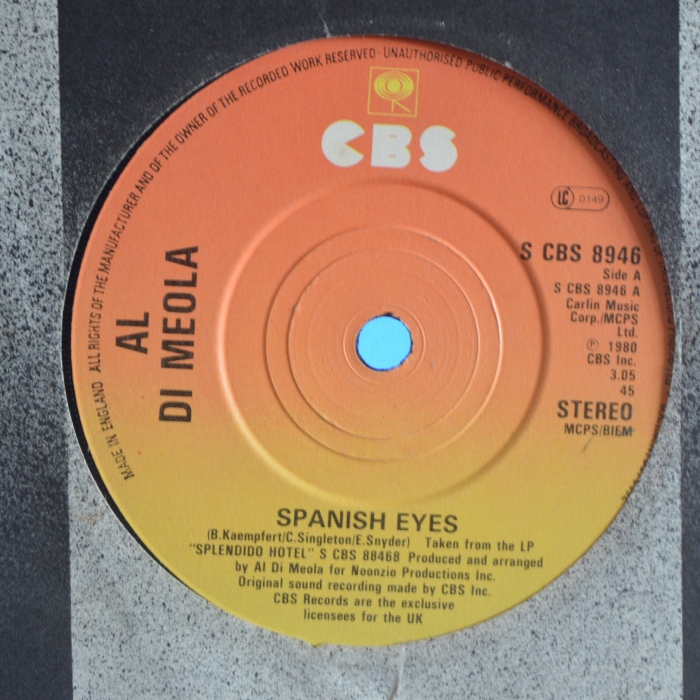 MADE IN ENGLAND ALL RIGHTS OF THE MANUFACTURER AND OF THE OWNER OF THE RECORDED WORK RESERVED · UNAUTHORISED PUBLIC PERFORMANCE BROADCASTING
CBS
LC 0149
AL
DI MEOLA
S CBS 8946
Side A
S CBS 8946 A
Carlin Music
Corp./MCPS
Ltd.
℗ 1980
CBS Inc.
3.05
45
STEREO
MCPS/BIEM
SPANISH EYES
(B.Kaempfert/C.Singleton/E.Snyder) Taken from the LP
"SPLENDIDO HOTEL" S CBS 88468 Produced and arranged
by Al Di Meola for Noonzio Productions Inc.
Original sound recording made by CBS Inc.
CBS Records are the exclusive
licensees for the UK